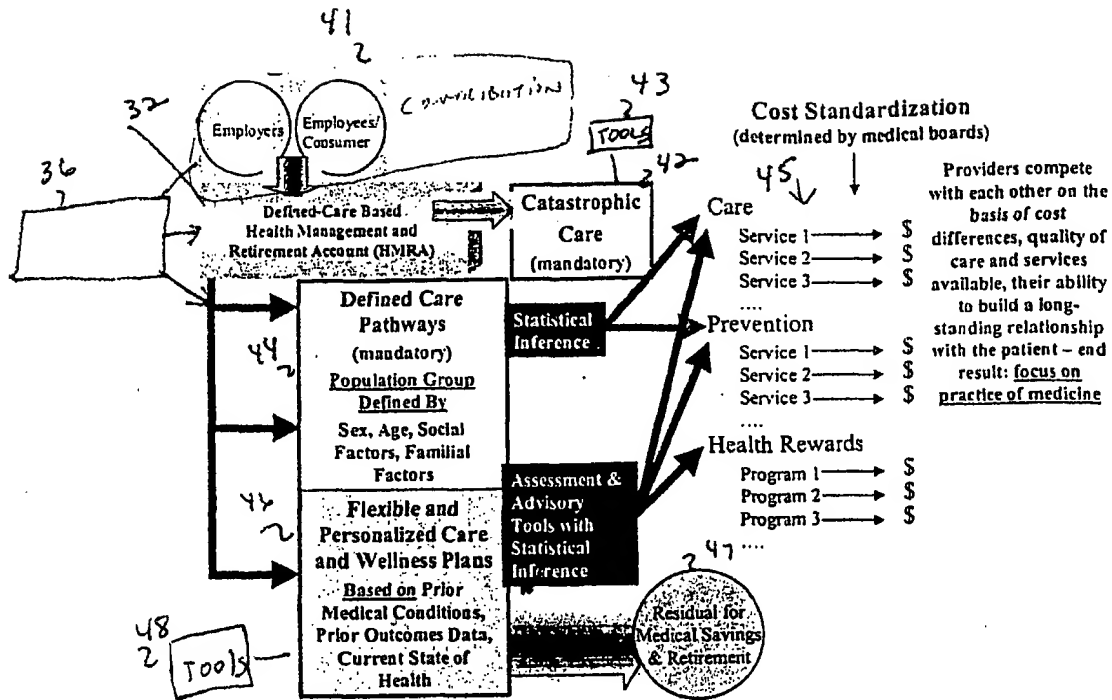 41
CONTRIBUTION
32
36
Employers
Employees/
Consumer
43
TOOLS
42
Defined-Care Based
Health Management and
Retirement Account (HMRA)
Catastrophic
Care
(mandatory)
44
Defined Care
Pathways
(mandatory)
Population Group
Defined By
Sex, Age, Social
Factors, Familial
Factors
Statistical
Inference
46
Flexible and
Personalized Care
and Wellness Plans
Based on Prior
Medical Conditions,
Prior Outcomes Data,
Current State of
Health
Assessment &
Advisory
Tools with
Statistical
Inference
48
TOOLS
47
Residual for
Medical Savings
& Retirement
Cost Standardization
(determined by medical boards)
45
Care
Service 1 $
Service 2 $
Service 3 $
....
Prevention
Service 1 $
Service 2 $
Service 3 $
....
Health Rewards
Program 1 $
Program 2 $
Program 3 $
....
Providers compete
with each other on the
basis of cost
differences, quality of
care and services
available, their ability
to build a long-
standing relationship
with the patient – end
result: focus on
practice of medicine